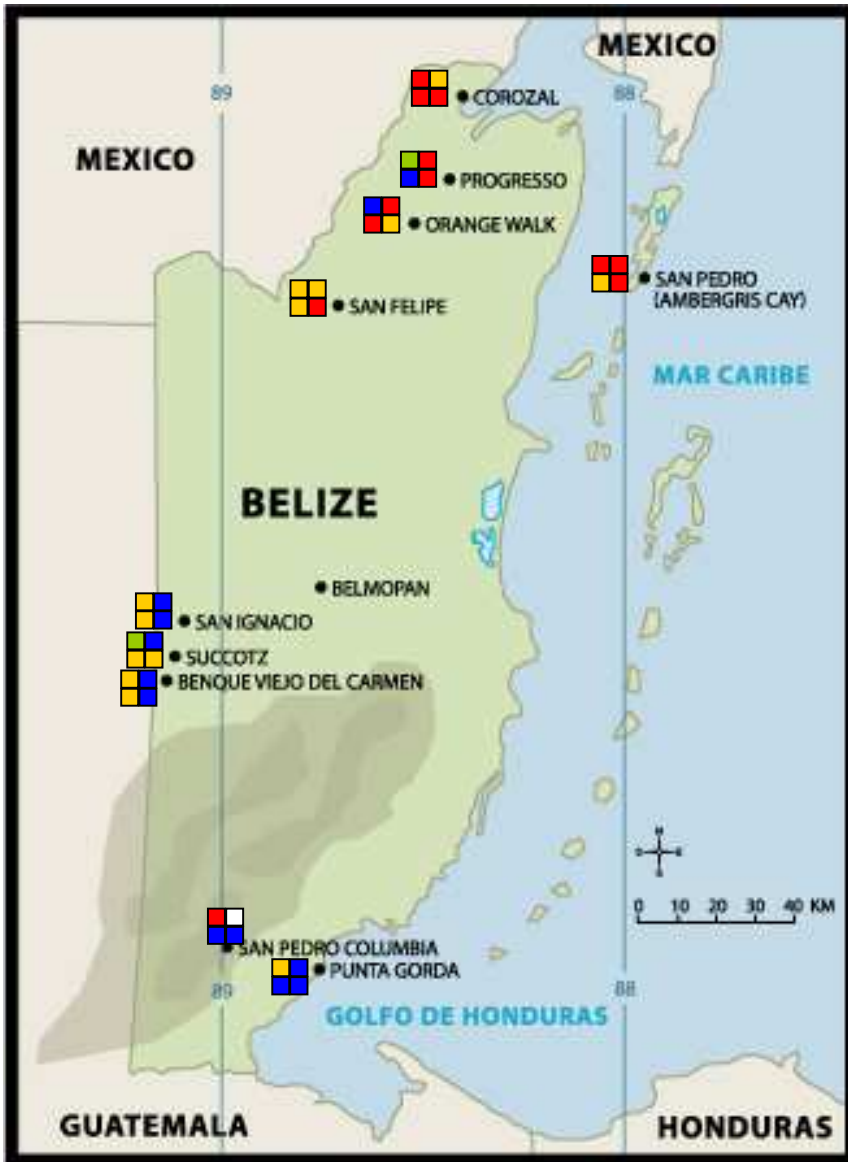 MEXICO
89
88
COROZAL
MEXICO
PROGRESSO
ORANGE WALK
SAN PEDRO
(AMBERGRIS CAY)
SAN FELIPE
MAR CARIBE
BELIZE
BELMOPAN
SAN IGNACIO
SUCCOTZ
BENQUE VIEJO DEL CARMEN
0 10 20 30 40 KM
SAN PEDRO COLUMBIA
PUNTA GORDA
89
88
GOLFO DE HONDURAS
GUATEMALA
HONDURAS